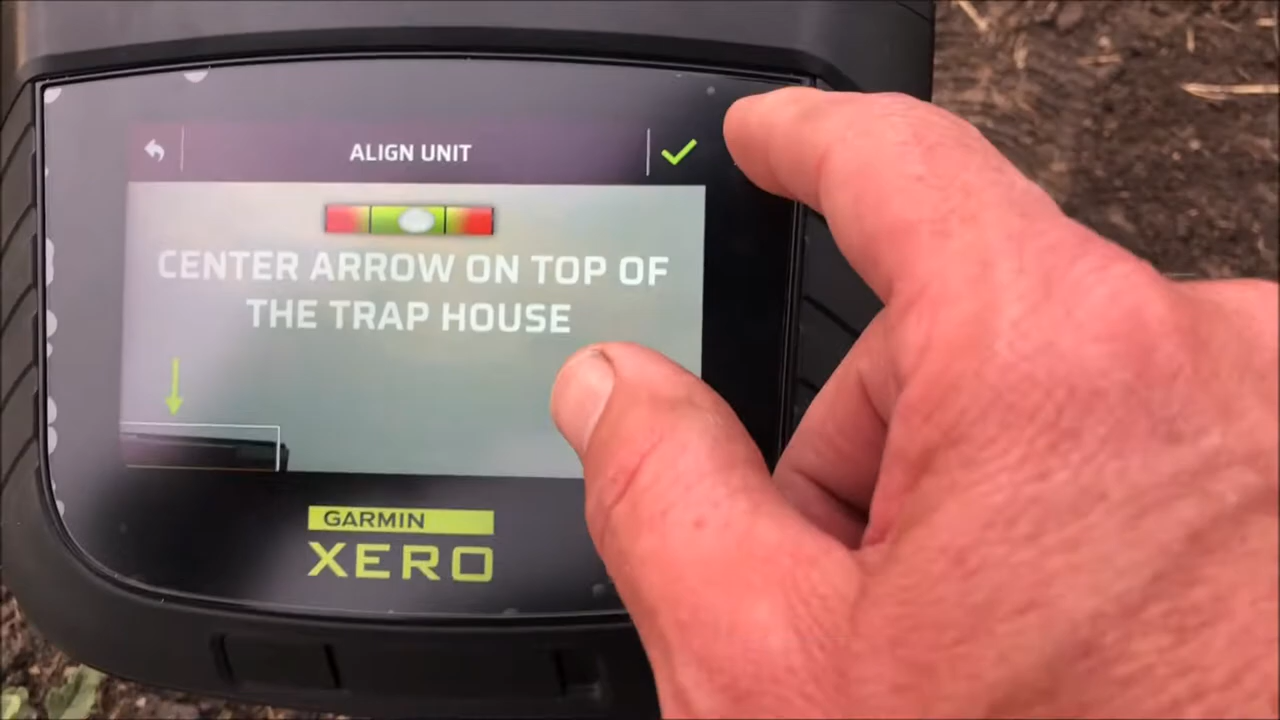 ALIGN UNIT
CENTER ARROW ON TOP OF
THE TRAP HOUSE
GARMIN
XERO